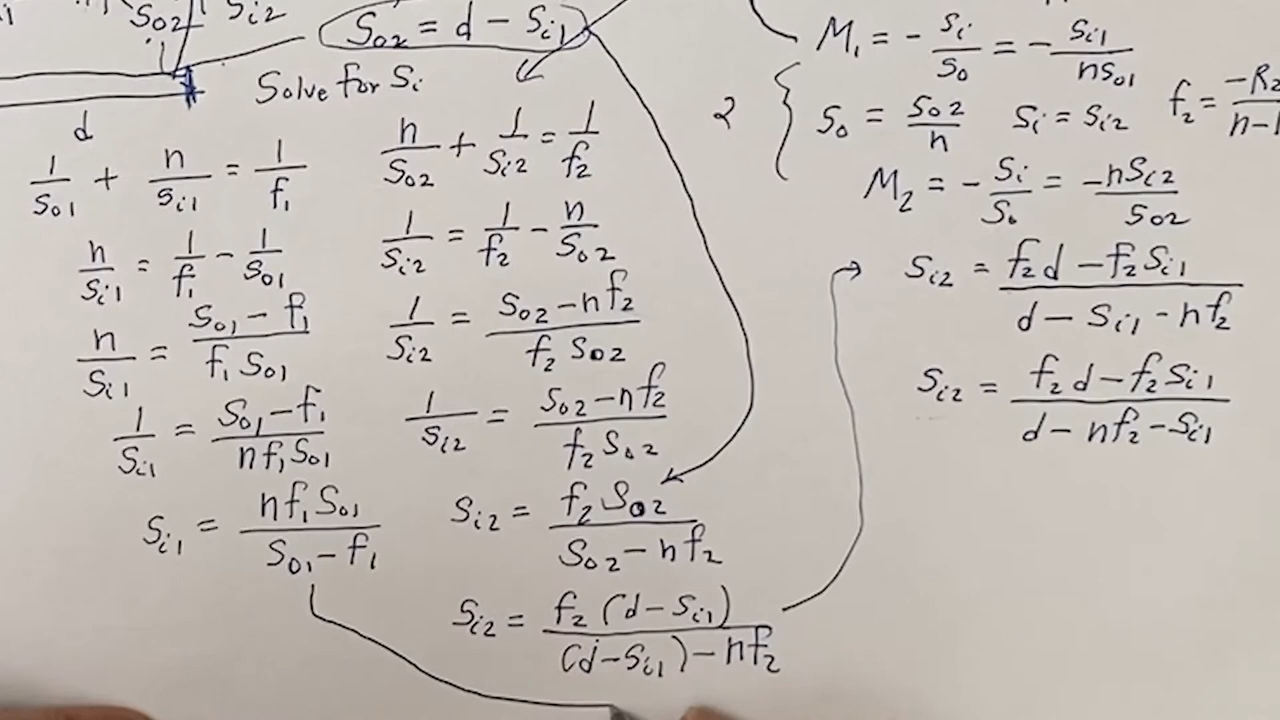 So2 Si2
So2 = d - Si1
Solve for Si
d
1/So1 + n/Si1 = 1/f1
n/Si1 = 1/f1 - 1/So1
n/Si1 = (So1 - f1)/(f1 So1)
1/Si1 = (So1 - f1)/(n f1 So1)
Si1 = (n f1 So1)/(So1 - f1)
n/So2 + 1/Si2 = 1/f2
1/Si2 = 1/f2 - n/So2
1/Si2 = (So2 - n f2)/(f2 So2)
1/Si2 = (So2 - n f2)/(f2 So2)
Si2 = (f2 So2)/(So2 - n f2)
Si2 = f2 (d - Si1)/((d - Si1) - n f2)
M1 = - Si/So = - Si1/(n So1)
2 { So = So2/n Si = Si2 f2 = -R2/(n-1
M2 = - Si/So = -n Si2/So2
Si2 = (f2 d - f2 Si1)/(d - Si1 - n f2)
Si2 = (f2 d - f2 Si1)/(d - n f2 - Si1)